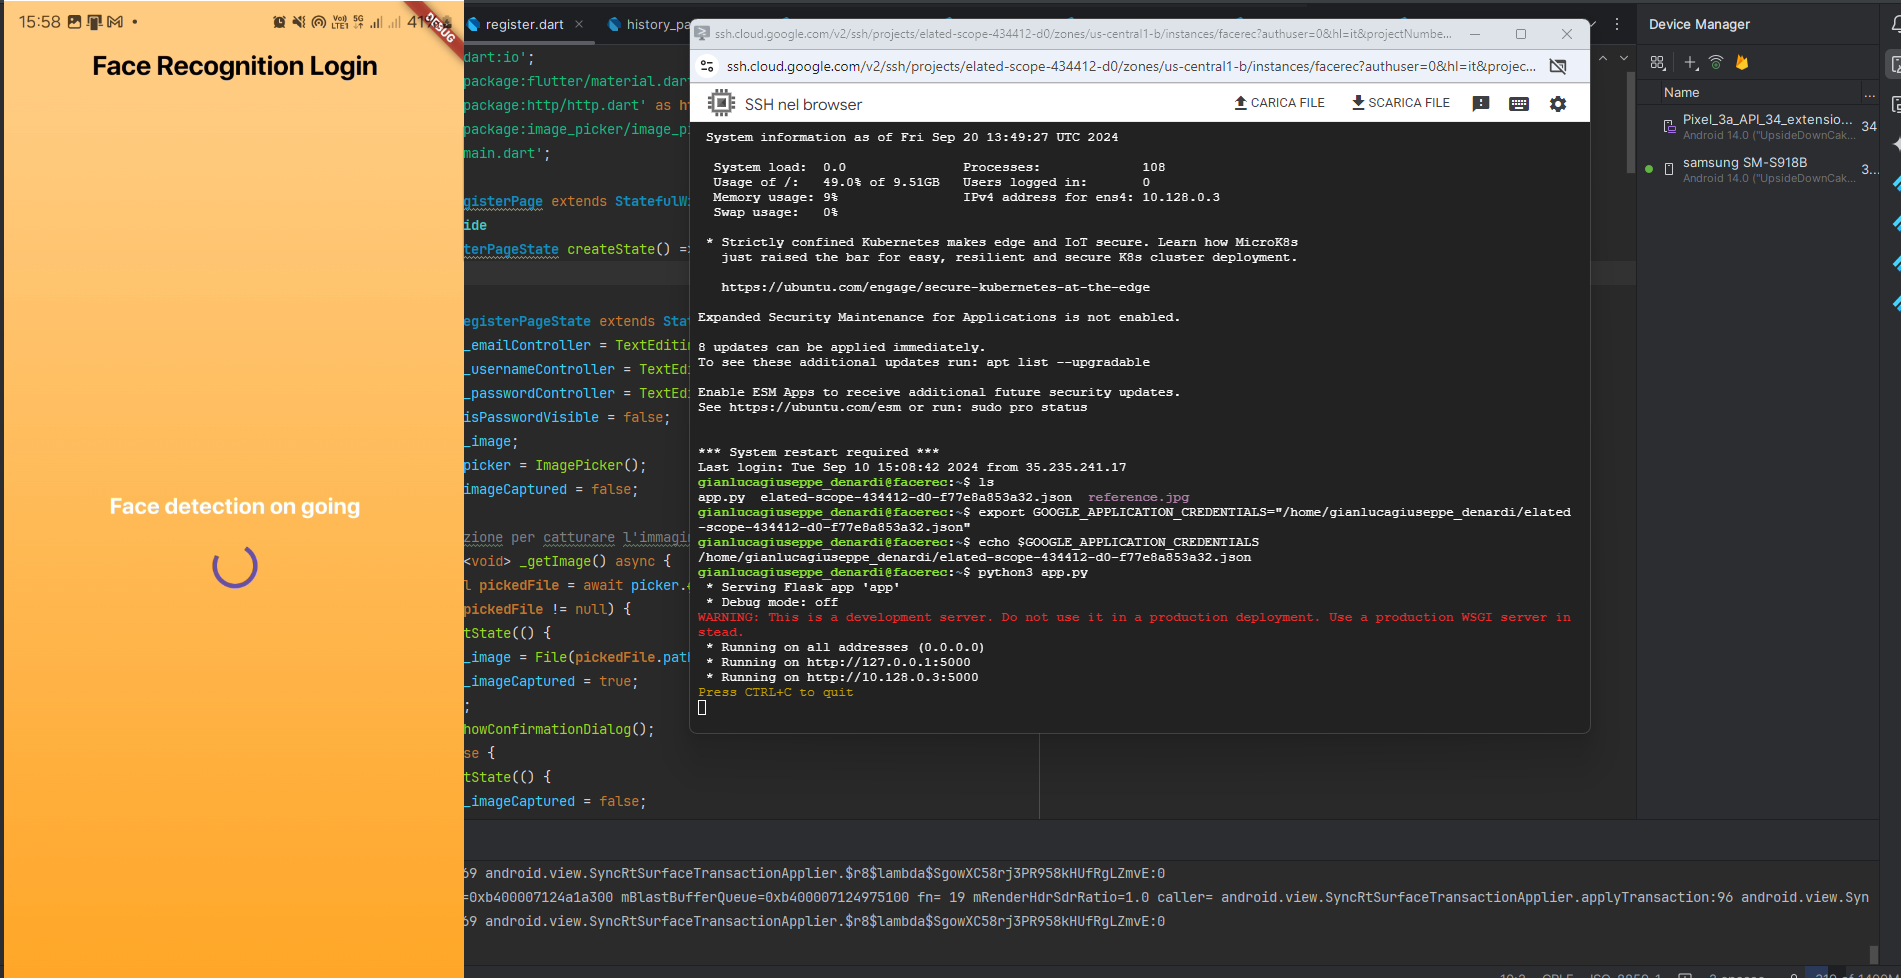 15:58
Vo)) LTE1 5G
DEBUG
Face Recognition Login
Face detection on going
register.dart
history_pa
dart:io';
package:flutter/material.dar
package:http/http.dart' as ht
package:image_picker/image_pi
main.dart';
gisterPage extends StatefulWi
ide
terPageState createState() =>
egisterPageState extends Stat
_emailController = TextEditin
_usernameController = TextEdi
_passwordController = TextEdi
isPasswordVisible = false;
_image;
picker = ImagePicker();
imageCaptured = false;
zione per catturare l'immagin
<void> _getImage() async {
l pickedFile = await picker.
pickedFile != null) {
tState(() {
_image = File(pickedFile.path
_imageCaptured = true;
;
howConfirmationDialog();
se {
tState(() {
_imageCaptured = false;
ssh.cloud.google.com/v2/ssh/projects/elated-scope-434412-d0/zones/us-central1-b/instances/facerec?authuser=0&hl=it&projectNumbe...
ssh.cloud.google.com/v2/ssh/projects/elated-scope-434412-d0/zones/us-central1-b/instances/facerec?authuser=0&hl=it&projec...
SSH nel browser
CARICA FILE
SCARICA FILE
System information as of Fri Sep 20 13:49:27 UTC 2024
System load: 0.0 Processes: 108
Usage of /: 49.0% of 9.51GB Users logged in: 0
Memory usage: 9% IPv4 address for ens4: 10.128.0.3
Swap usage: 0%
* Strictly confined Kubernetes makes edge and IoT secure. Learn how MicroK8s
just raised the bar for easy, resilient and secure K8s cluster deployment.
https://ubuntu.com/engage/secure-kubernetes-at-the-edge
Expanded Security Maintenance for Applications is not enabled.
8 updates can be applied immediately.
To see these additional updates run: apt list --upgradable
Enable ESM Apps to receive additional future security updates.
See https://ubuntu.com/esm or run: sudo pro status
*** System restart required ***
Last login: Tue Sep 10 15:08:42 2024 from 35.235.241.17
gianlucagiuseppe_denardi@facerec:~$ ls
app.py elated-scope-434412-d0-f77e8a853a32.json reference.jpg
gianlucagiuseppe_denardi@facerec:~$ export GOOGLE_APPLICATION_CREDENTIALS="/home/gianlucagiuseppe_denardi/elated
-scope-434412-d0-f77e8a853a32.json"
gianlucagiuseppe_denardi@facerec:~$ echo $GOOGLE_APPLICATION_CREDENTIALS
/home/gianlucagiuseppe_denardi/elated-scope-434412-d0-f77e8a853a32.json
gianlucagiuseppe_denardi@facerec:~$ python3 app.py
* Serving Flask app 'app'
* Debug mode: off
WARNING: This is a development server. Do not use it in a production deployment. Use a production WSGI server in
stead.
* Running on all addresses (0.0.0.0)
* Running on http://127.0.0.1:5000
* Running on http://10.128.0.3:5000
Press CTRL+C to quit
Device Manager
Name
...
Pixel_3a_API_34_extensio... 34
Android 14.0 ("UpsideDownCak...
samsung SM-S918B 3...
Android 14.0 ("UpsideDownCak...
69 android.view.SyncRtSurfaceTransactionApplier.$r8$lambda$SgowXC58rj3PR958kHUfRgLZmvE:0
=0xb400007124a1a300 mBlastBufferQueue=0xb400007124975100 fn= 19 mRenderHdrSdrRatio=1.0 caller= android.view.SyncRtSurfaceTransactionApplier.applyTransaction:96 android.view.Syn
69 android.view.SyncRtSurfaceTransactionApplier.$r8$lambda$SgowXC58rj3PR958kHUfRgLZmvE:0